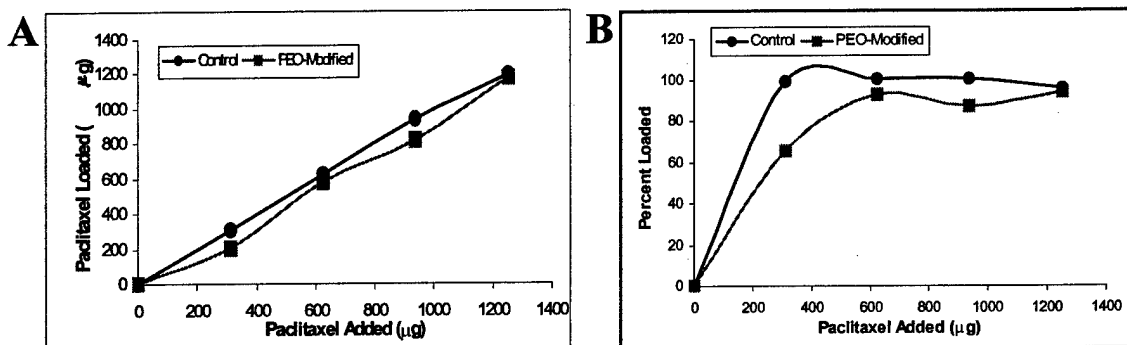 A
Control PEO-Modified
Paclitaxel Loaded ( μg)
1400
1200
1000
800
600
400
200
0
0 200 400 600 800 1000 1200 1400
Paclitaxel Added (μg)
B
Control PEO-Modified
Percent Loaded
120
100
80
60
40
20
0
0 200 400 600 800 1000 1200 1400
Paclitaxel Added (μg)